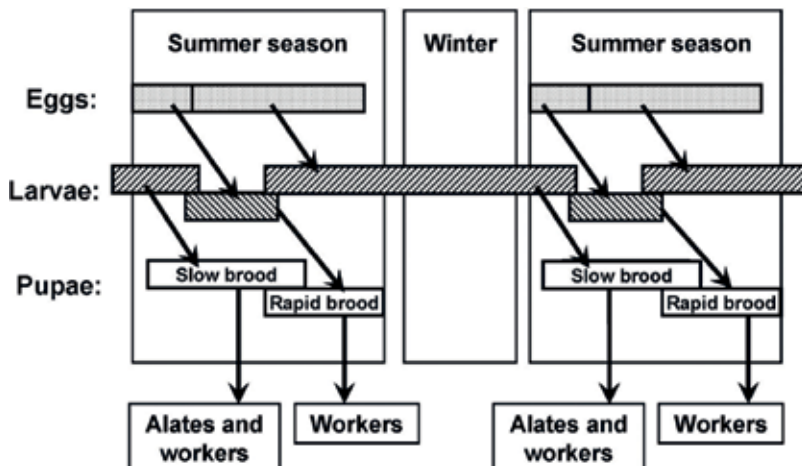 Summer season
Winter
Summer season
Eggs:
Larvae:
Pupae:
Slow brood
Slow brood
Rapid brood
Rapid brood
Alates and
workers
Workers
Alates and
workers
Workers